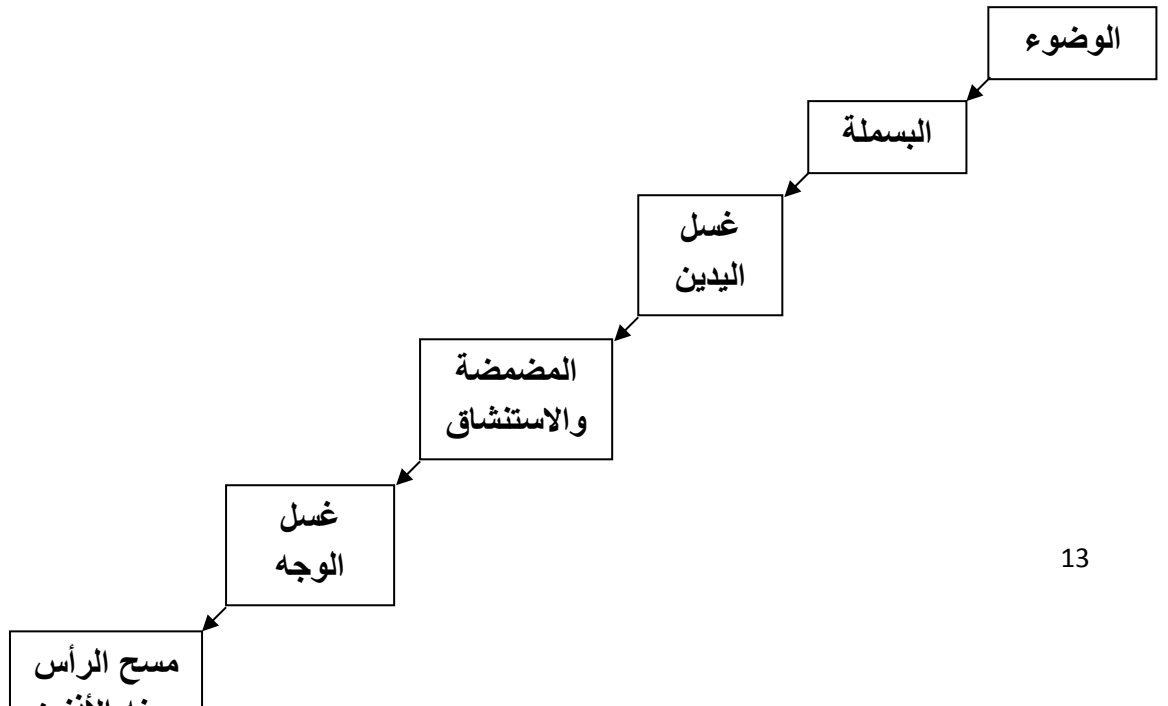 الوضوء
البسملة
غسل
اليدين
المضمضة
والاستنشاق
غسل
الوجه
13
مسح الرأس